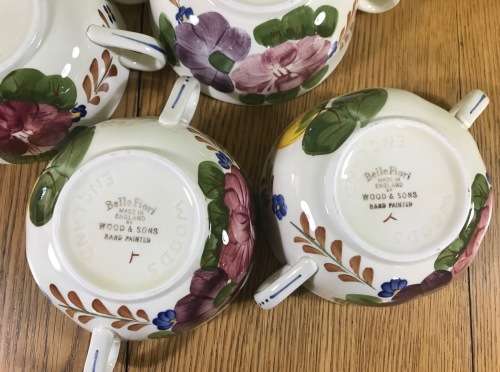 Belle Fiori
MADE IN
ENGLAND
BY
WOOD & SONS
HAND PAINTED
WOODS
ENGLAND
Belle Fiori
MADE IN
ENGLAND
BY
WOOD & SONS
HAND PAINTED